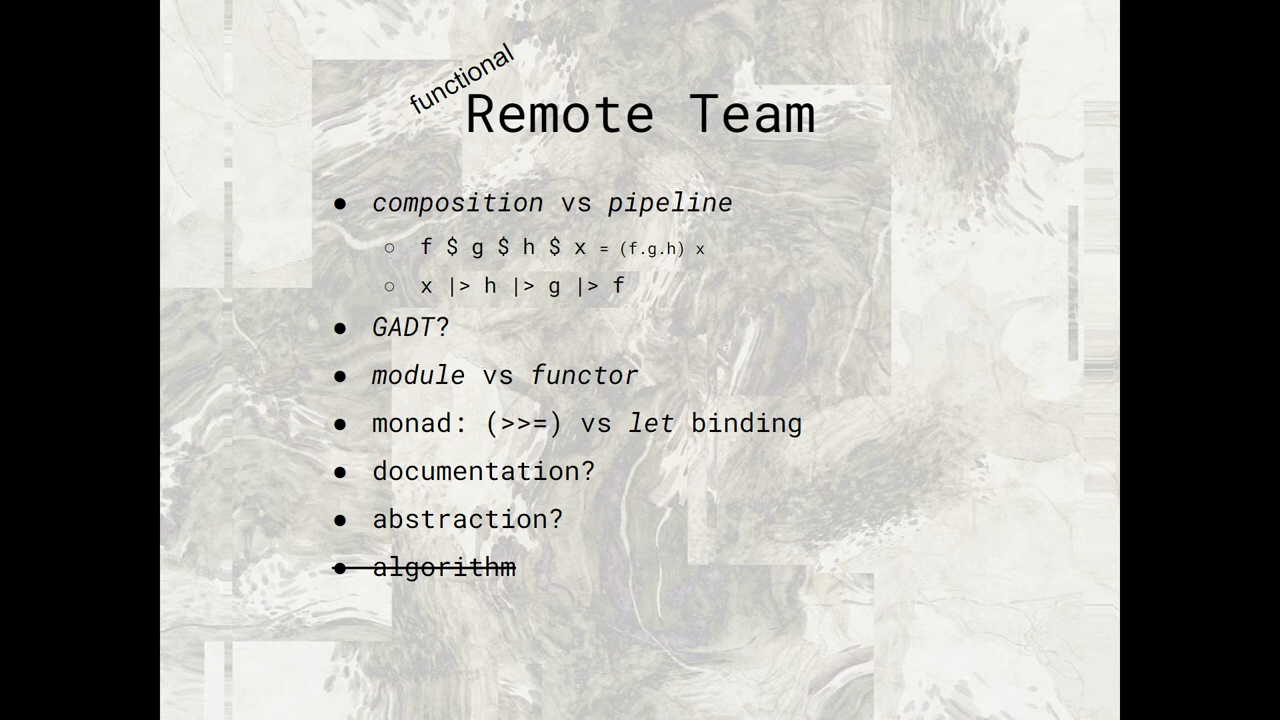 functional
Remote Team
● composition vs pipeline
○ f $ g $ h $ x = (f.g.h) x
○ x |> h |> g |> f
● GADT?
● module vs functor
● monad: (>>=) vs let binding
● documentation?
● abstraction?
● algorithm